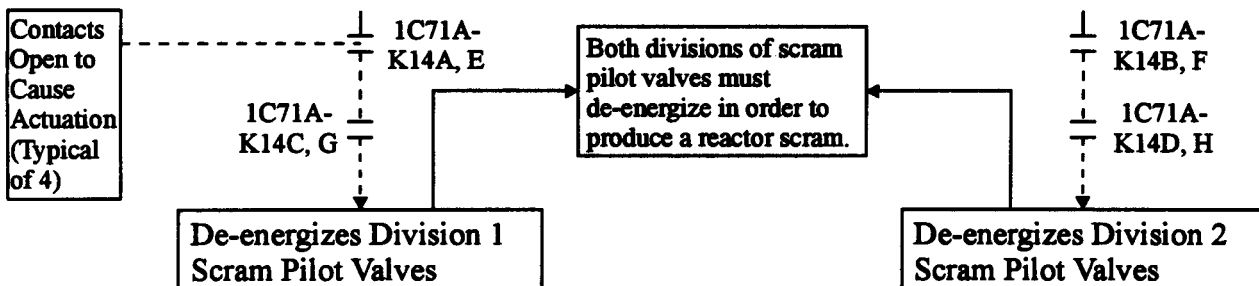 Contacts
Open to
Cause
Actuation
(Typical
of 4)
1C71A-
K14A, E
1C71A-
K14C, G
Both divisions of scram
pilot valves must
de-energize in order to
produce a reactor scram.
1C71A-
K14B, F
1C71A-
K14D, H
De-energizes Division 1
Scram Pilot Valves
De-energizes Division 2
Scram Pilot Valves